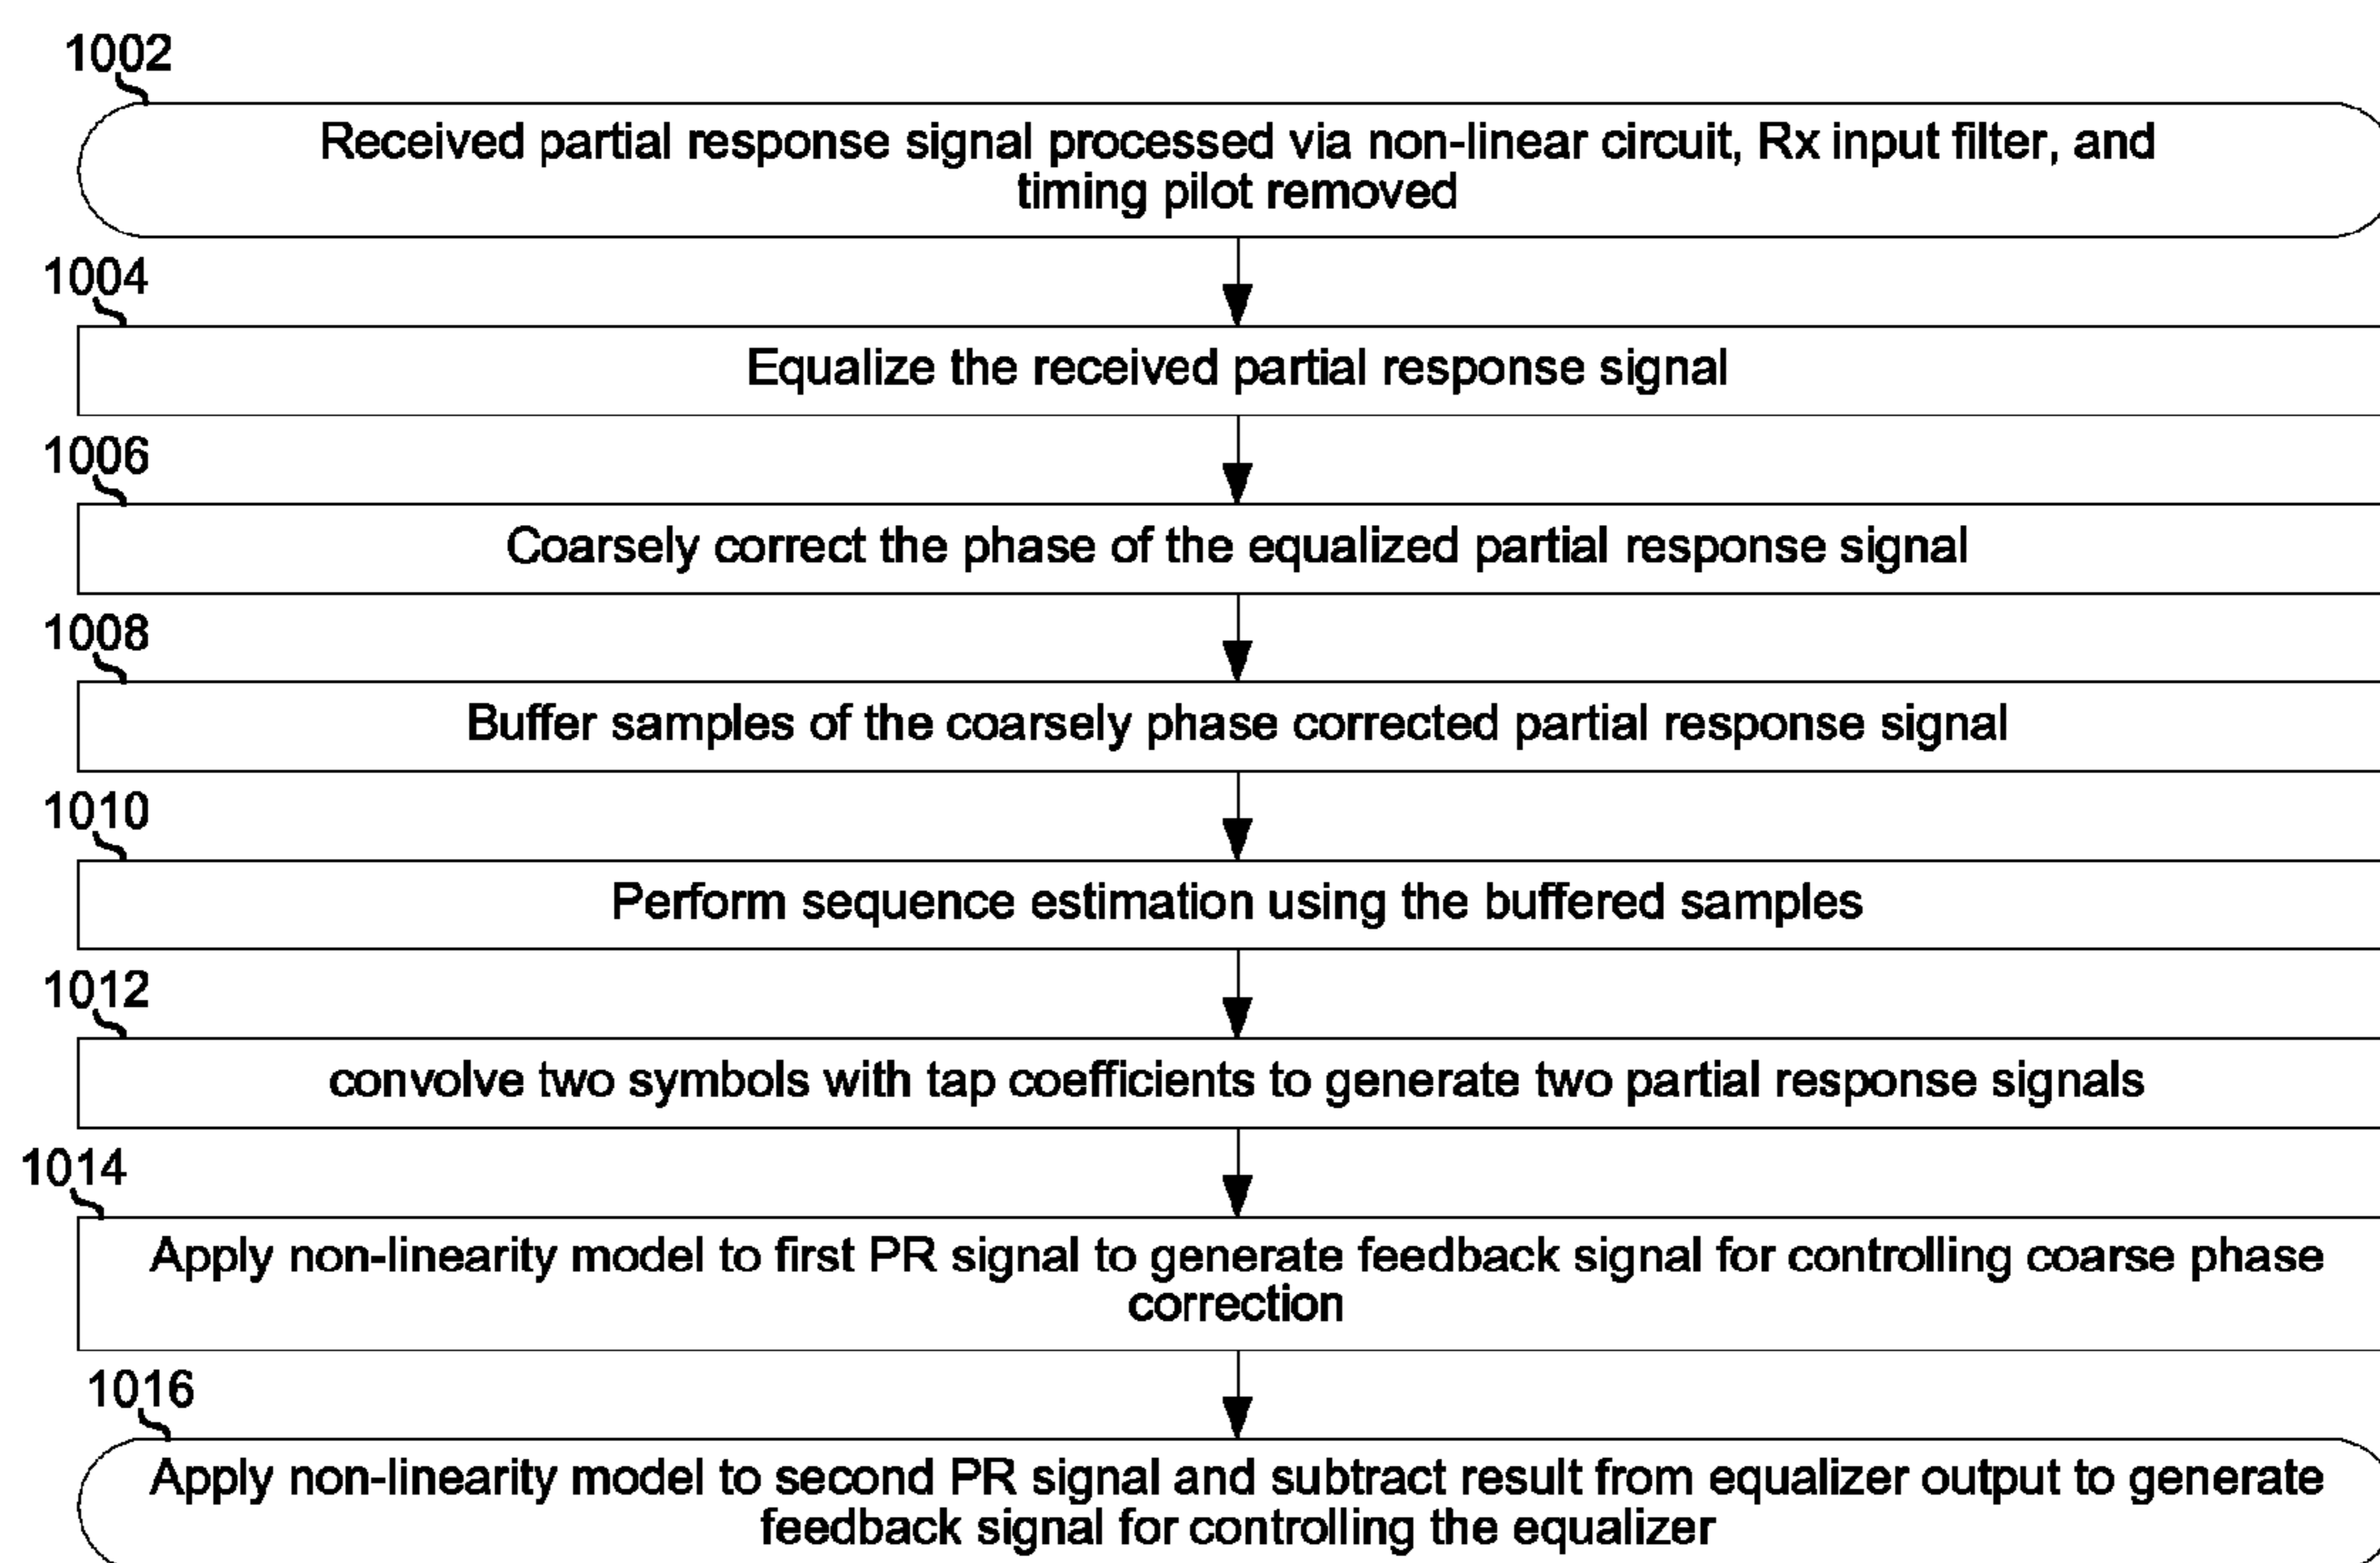 1002
Received partial response signal processed via non-linear circuit, Rx input filter, and
timing pilot removed
1004
Equalize the received partial response signal
1006
Coarsely correct the phase of the equalized partial response signal
1008
Buffer samples of the coarsely phase corrected partial response signal
1010
Perform sequence estimation using the buffered samples
1012
convolve two symbols with tap coefficients to generate two partial response signals
1014
Apply non-linearity model to first PR signal to generate feedback signal for controlling coarse phase
correction
1016
Apply non-linearity model to second PR signal and subtract result from equalizer output to generate
feedback signal for controlling the equalizer